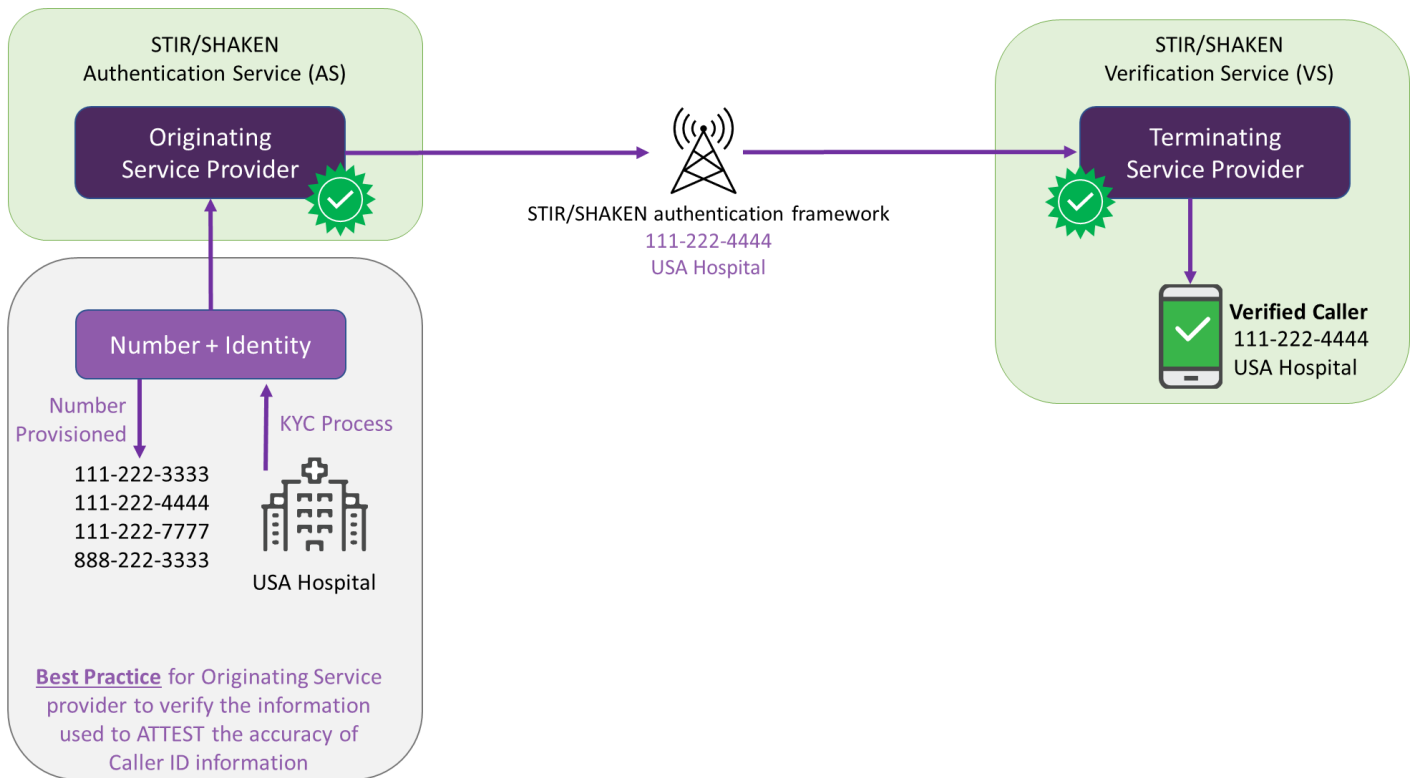 STIR/SHAKEN
Authentication Service (AS)
Originating
Service Provider
STIR/SHAKEN authentication framework
111-222-4444
USA Hospital
STIR/SHAKEN
Verification Service (VS)
Terminating
Service Provider
Verified Caller
111-222-4444
USA Hospital
Number + Identity
Number
Provisioned
KYC Process
111-222-3333
111-222-4444
111-222-7777
888-222-3333
USA Hospital
Best Practice for Originating Service
provider to verify the information
used to ATTEST the accuracy of
Caller ID information